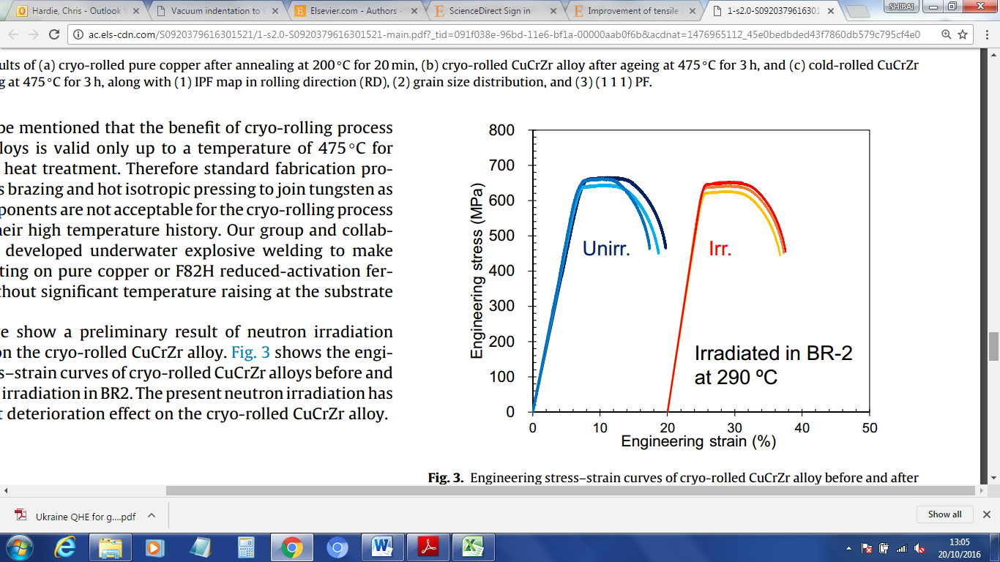 Hardie, Chris - Outlook
Vacuum indentation to
Elsevier.com - Authors -
ScienceDirect Sign in
Improvement of tensile
1-s2.0-S0920379616301
SHIBAI
ac.els-cdn.com/S0920379616301521/1-s2.0-S0920379616301521-main.pdf?_tid=091f038e-96bd-11e6-bf1a-00000aab0f6b&acdnat=1476965112_45e0bedbded43f7860db579c795cf4e0
ults of (a) cryo-rolled pure copper after annealing at 200 °C for 20 min, (b) cryo-rolled CuCrZr alloy after ageing at 475 °C for 3 h, and (c) cold-rolled CuCrZr
g at 475 °C for 3 h, along with (1) IPF map in rolling direction (RD), (2) grain size distribution, and (3) (1 1 1) PF.
be mentioned that the benefit of cryo-rolling process
lloys is valid only up to a temperature of 475 °C for
heat treatment. Therefore standard fabrication pro-
s brazing and hot isotropic pressing to join tungsten as
ponents are not acceptable for the cryo-rolling process
heir high temperature history. Our group and collab-
developed underwater explosive welding to make
ting on pure copper or F82H reduced-activation fer-
thout significant temperature raising at the substrate
e show a preliminary result of neutron irradiation
on the cryo-rolled CuCrZr alloy. Fig. 3 shows the engi-
s–strain curves of cryo-rolled CuCrZr alloys before and
irradiation in BR2. The present neutron irradiation has
t deterioration effect on the cryo-rolled CuCrZr alloy.
Engineering stress (MPa)
800
700
600
500
400
300
200
100
0
Unirr.
Irr.
Irradiated in BR-2
at 290 ºC
0 10 20 30 40 50
Engineering strain (%)
Fig. 3. Engineering stress–strain curves of cryo-rolled CuCrZr alloy before and after
Ukraine QHE for g....pdf
Show all
13:05
20/10/2016